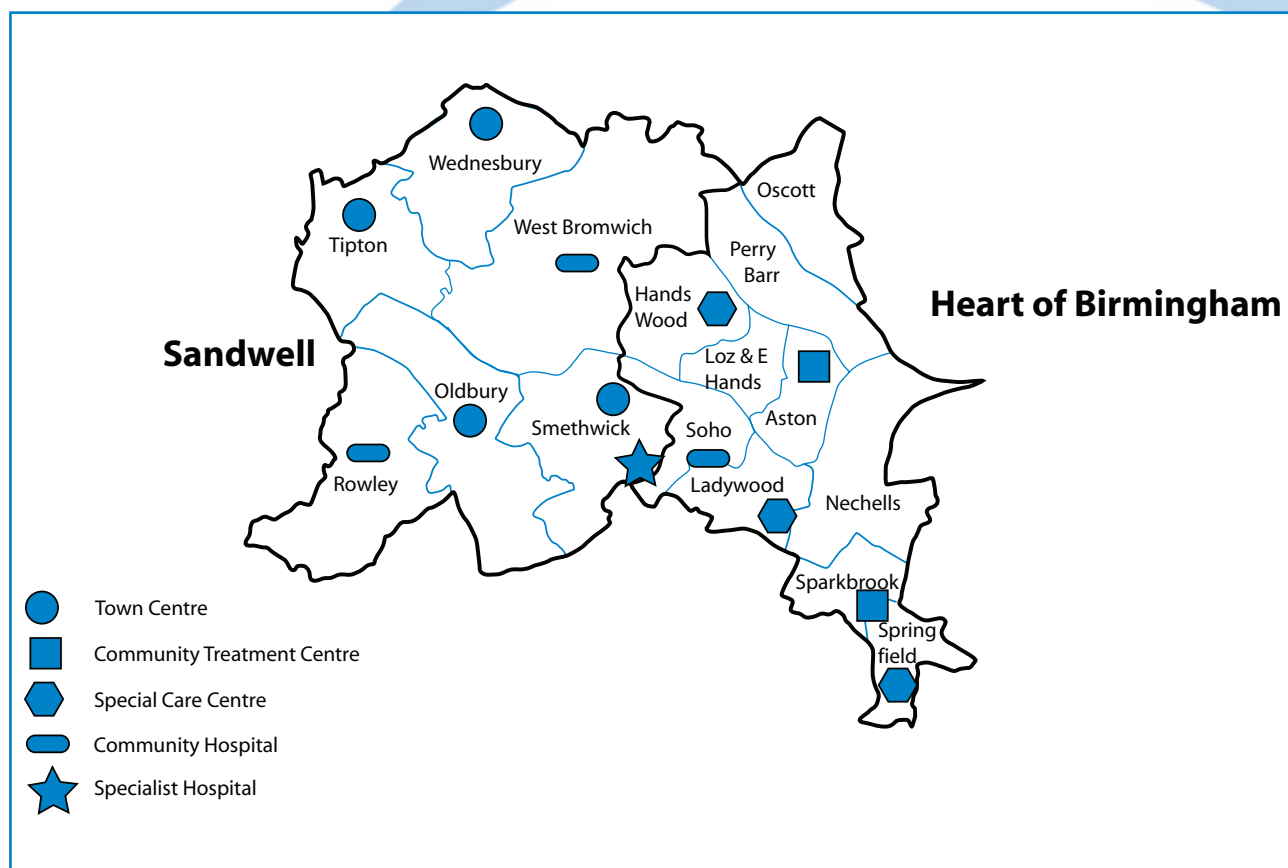 Wednesbury
Oscott
Tipton
West Bromwich
Perry
Barr
Hands
Wood
Heart of Birmingham
Sandwell
Loz & E
Hands
Oldbury
Aston
Smethwick
Soho
Rowley
Ladywood
Nechells
Sparkbrook
Spring
field
Town Centre
Community Treatment Centre
Special Care Centre
Community Hospital
Specialist Hospital